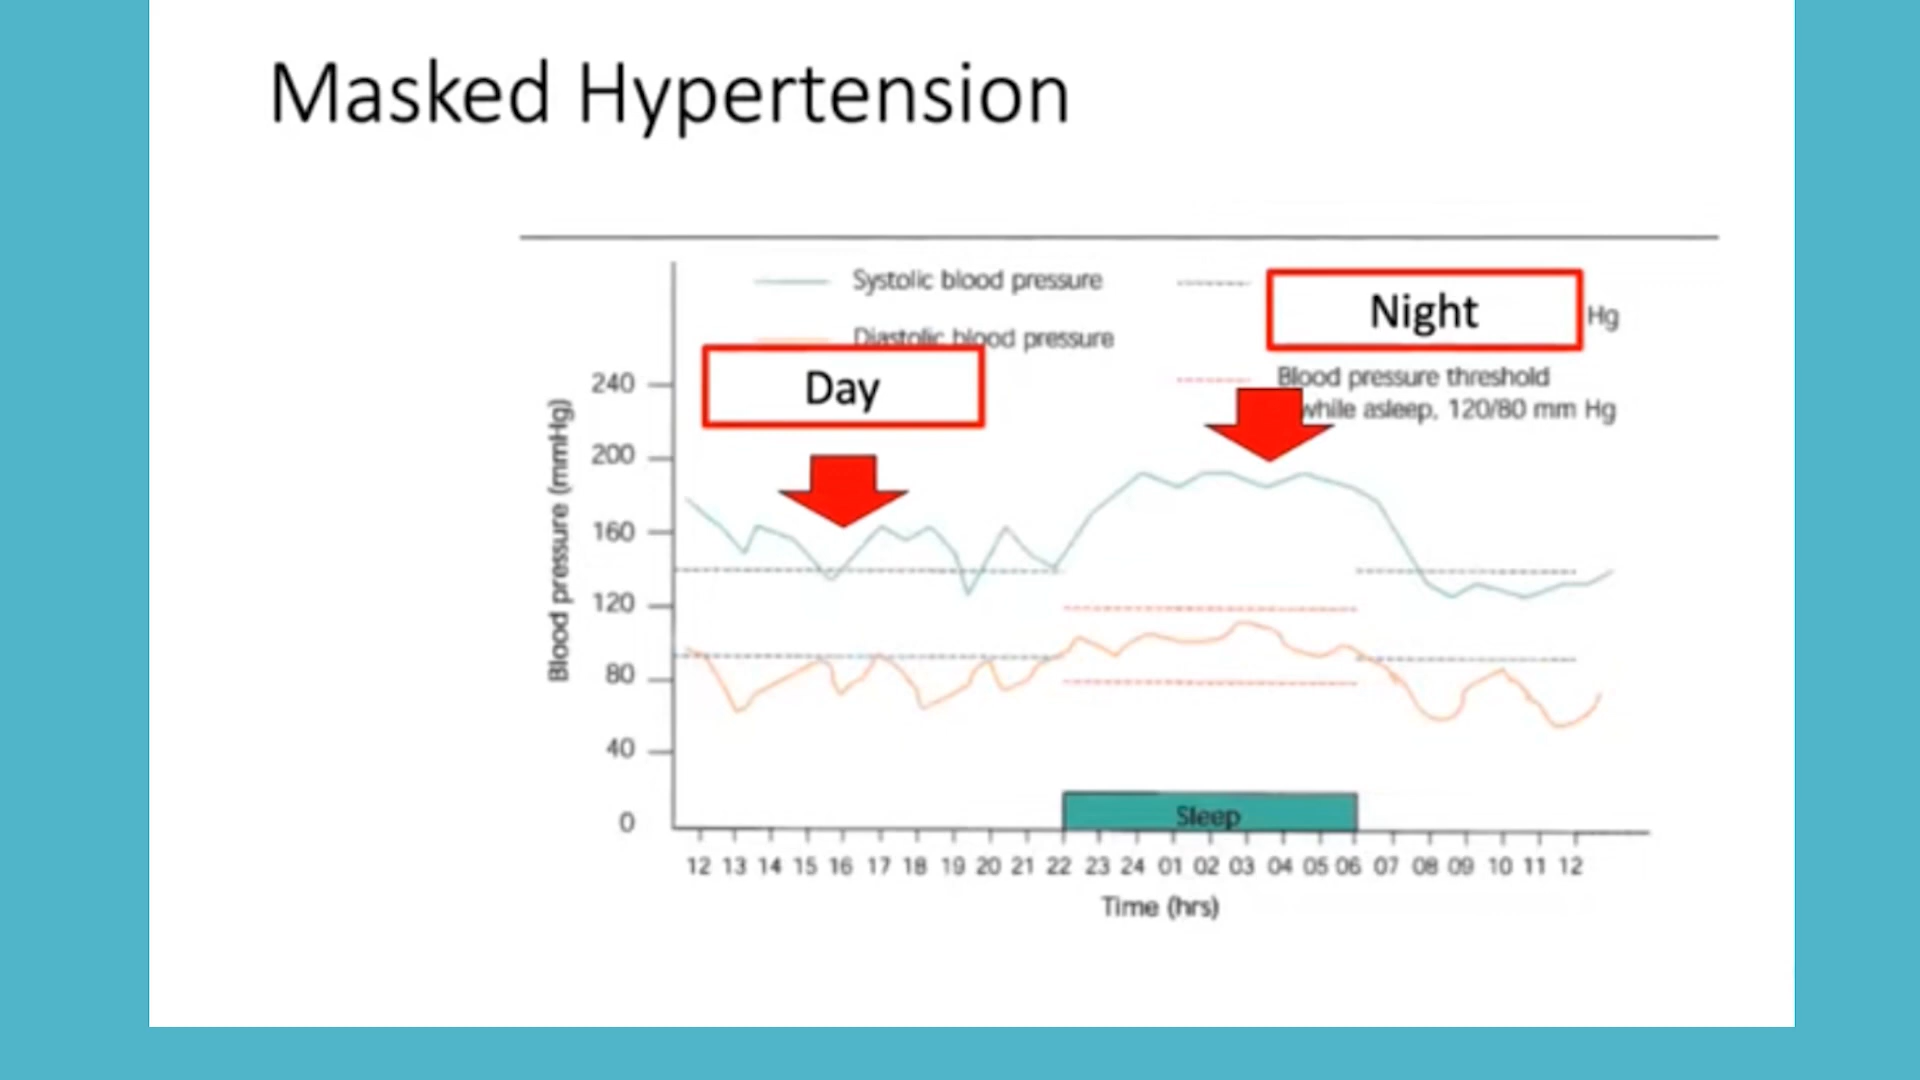 Masked Hypertension
Systolic blood pressure
Diastolic blood pressure
Night
Hg
Blood pressure threshold
while asleep, 120/80 mm Hg
Day
Blood pressure (mmHg)
240
200
160
120
80
40
0
Sleep
12 13 14 15 16 17 18 19 20 21 22 23 24 01 02 03 04 05 06 07 08 09 10 11 12
Time (hrs)